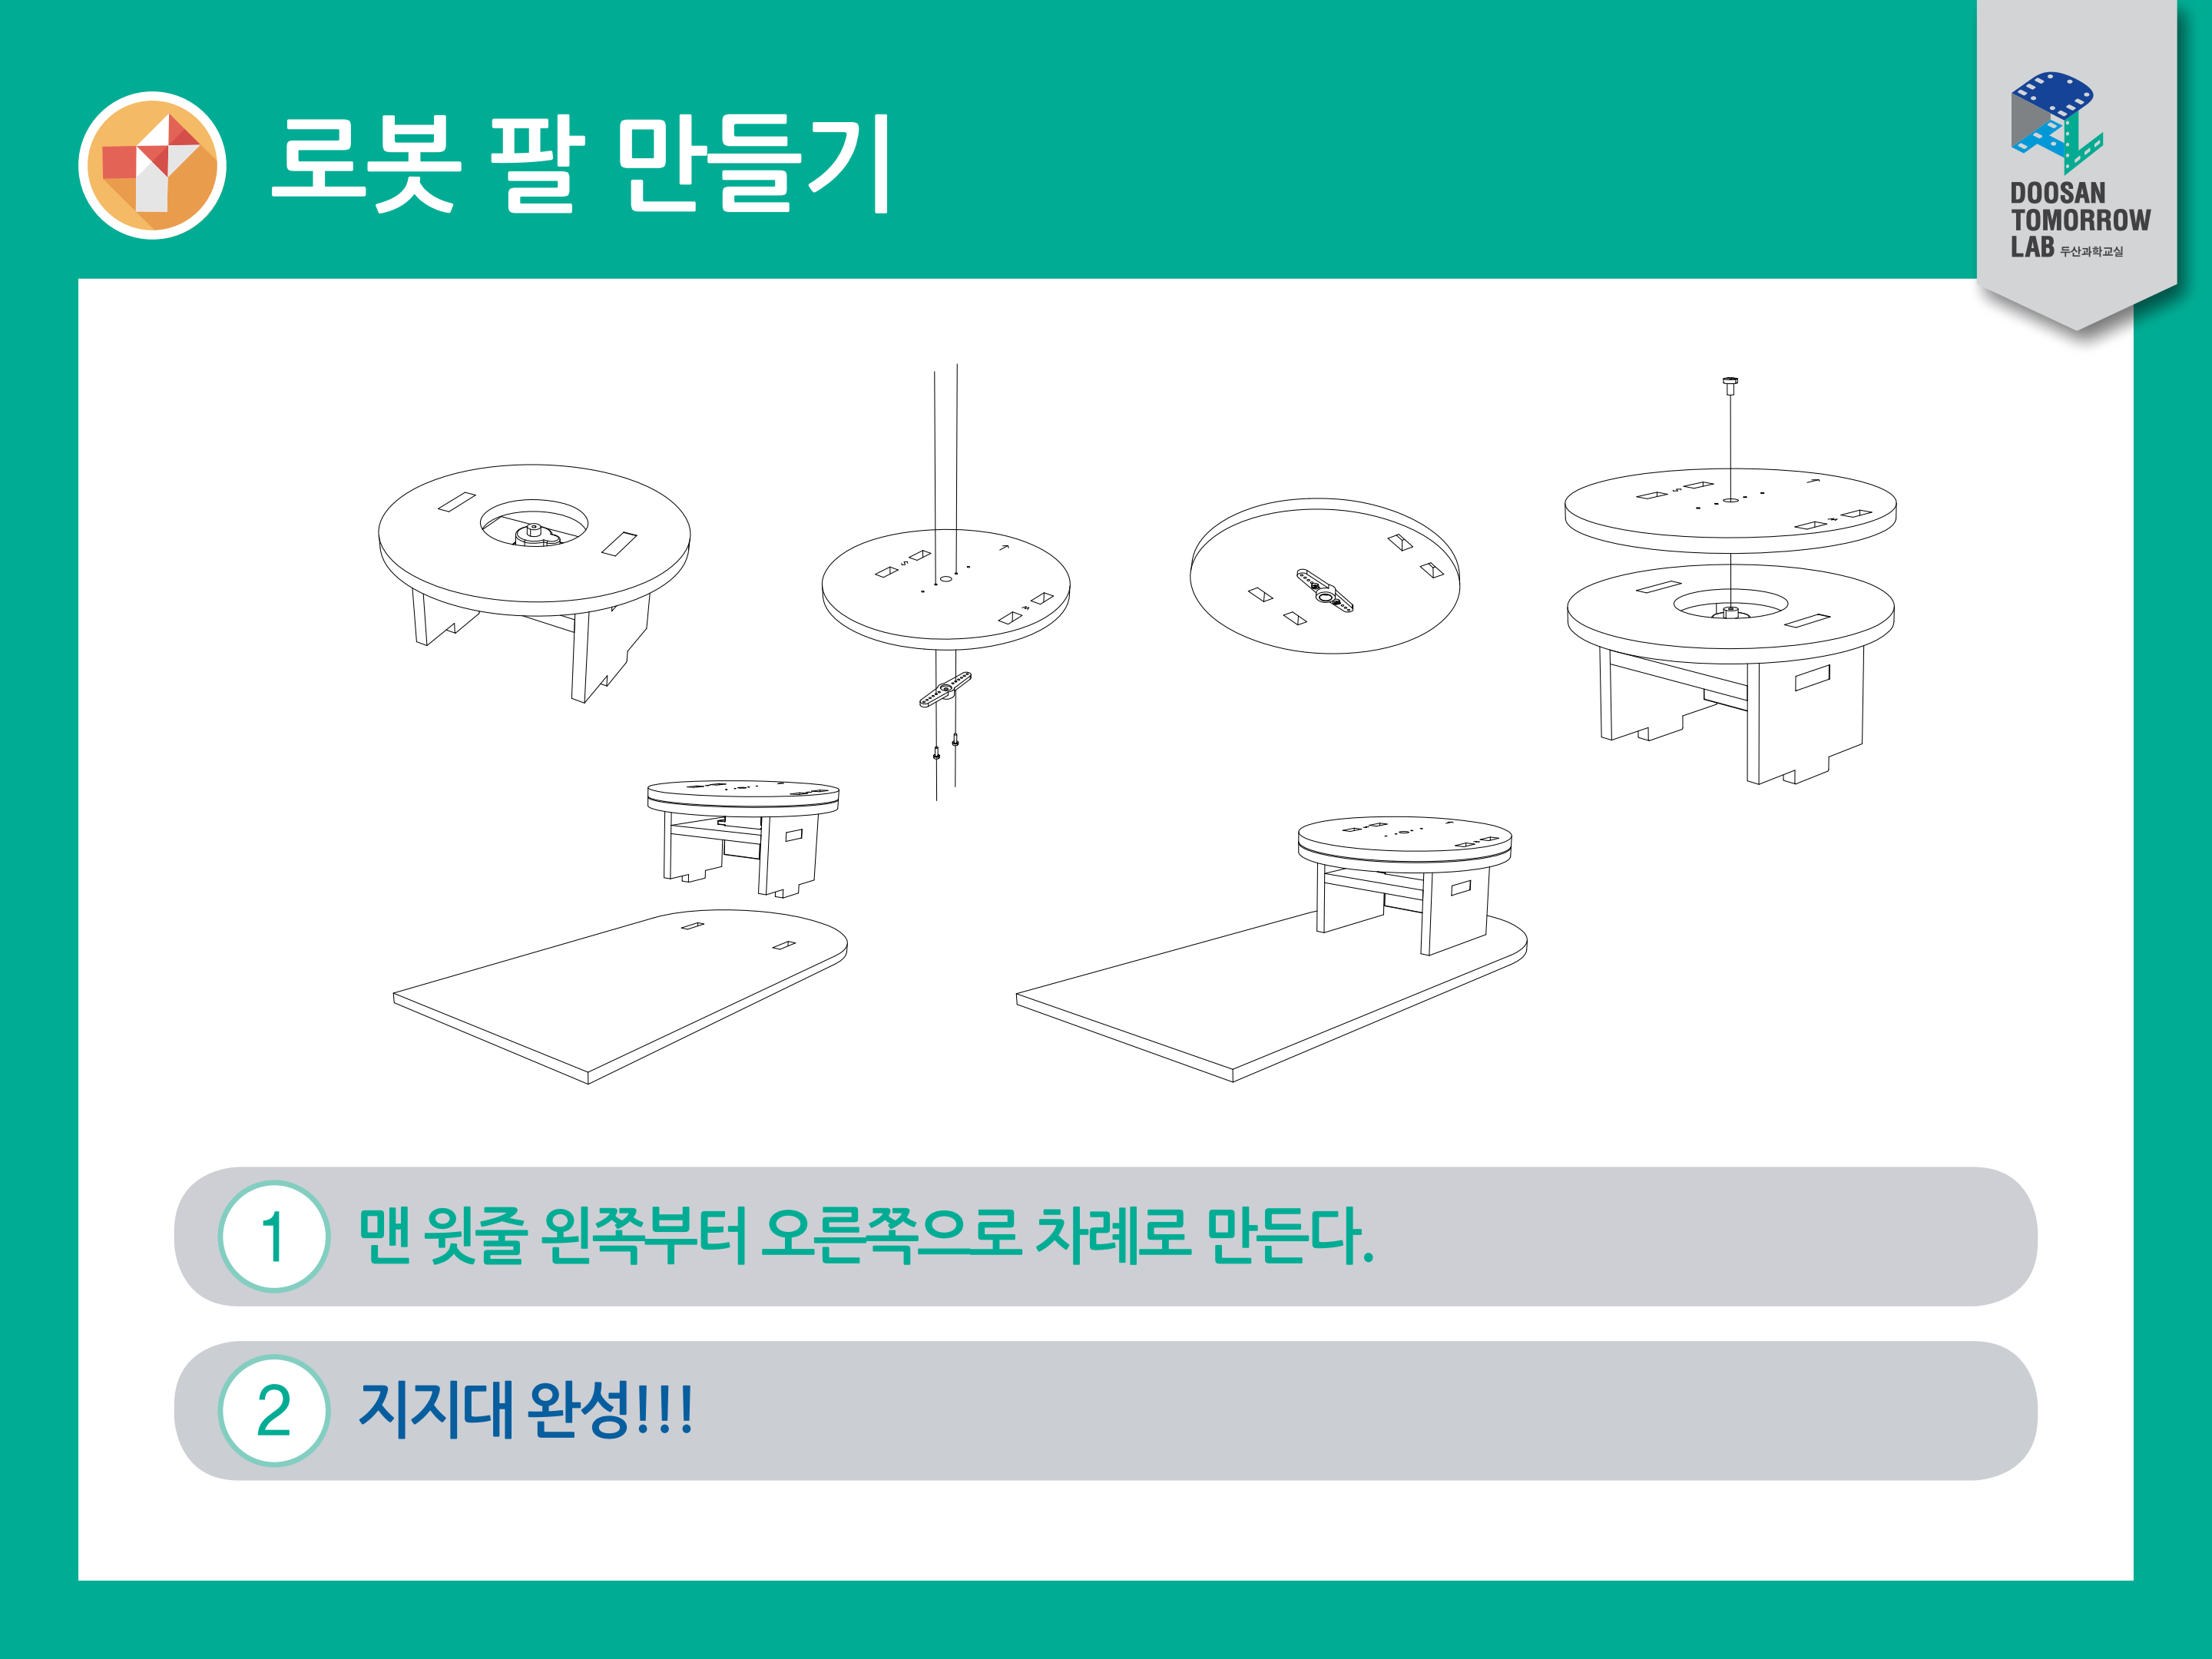 로봇 팔 만들기
DOOSAN
TOMORROW
LAB 두산과학교실
1 맨 윗줄 왼쪽부터 오른쪽으로 차례로 만든다.
2 지지대 완성!!!